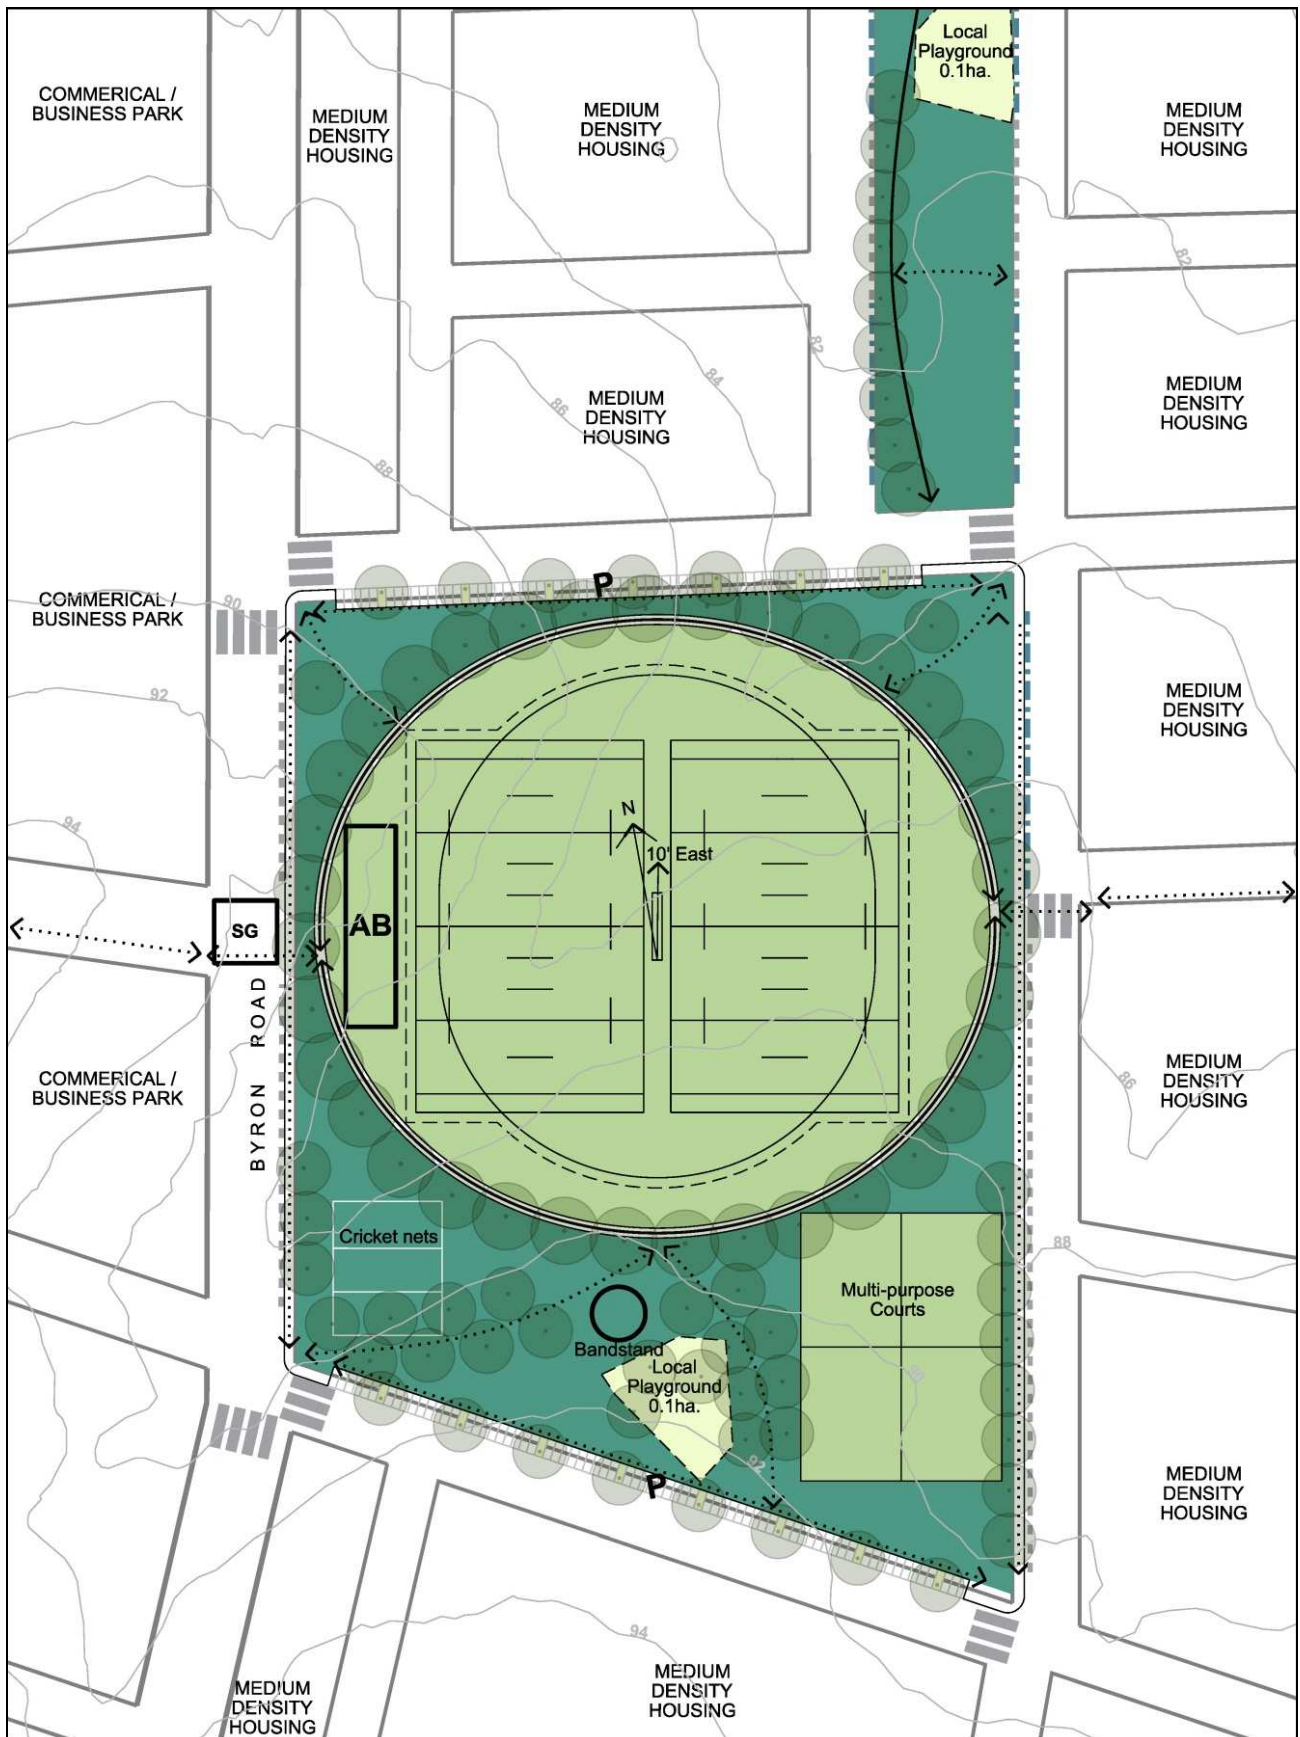 Local
Playground
0.1ha.
COMMERICAL /
BUSINESS PARK
MEDIUM
DENSITY
HOUSING
MEDIUM
DENSITY
HOUSING
MEDIUM
DENSITY
HOUSING
82
82
84
86
MEDIUM
DENSITY
HOUSING
MEDIUM
DENSITY
HOUSING
88
P
COMMERICAL /
BUSINESS PARK
90
92
MEDIUM
DENSITY
HOUSING
N
10' East
94
SG
AB
BYRON ROAD
COMMERICAL /
BUSINESS PARK
86
MEDIUM
DENSITY
HOUSING
Cricket nets
88
Multi-purpose
Courts
Bandstand
Local
Playground
0.1ha.
92
P
MEDIUM
DENSITY
HOUSING
94
MEDIUM
DENSITY
HOUSING
MEDIUM
DENSITY
HOUSING